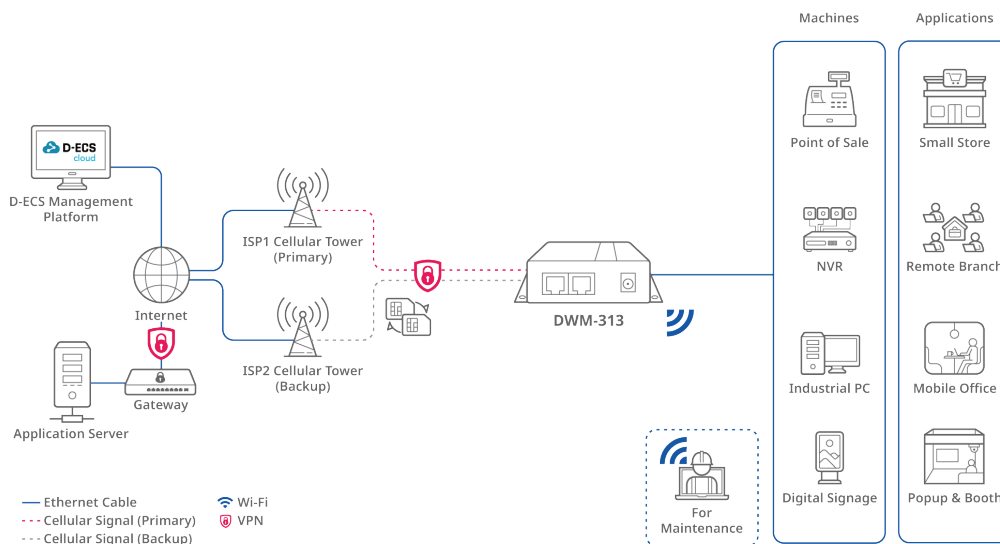 Machines
Applications
Point of Sale
Small Store
D-ECS
cloud
D-ECS Management
Platform
ISP1 Cellular Tower
(Primary)
NVR
Remote Branch
Internet
DWM-313
ISP2 Cellular Tower
(Backup)
Industrial PC
Mobile Office
Gateway
Application Server
Digital Signage
Popup & Booth
For
Maintenance
Ethernet Cable
Wi-Fi
Cellular Signal (Primary)
VPN
Cellular Signal (Backup)